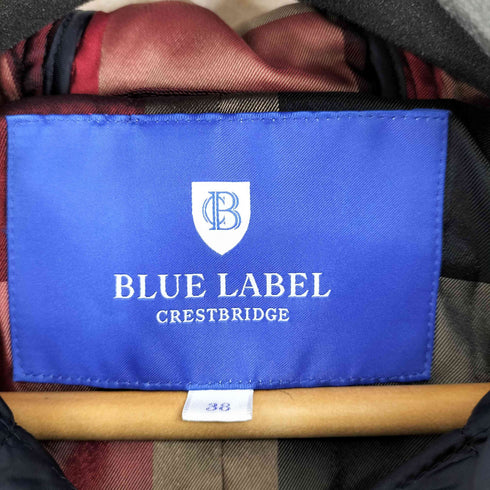 CB
BLUE LABEL
CRESTBRIDGE
38